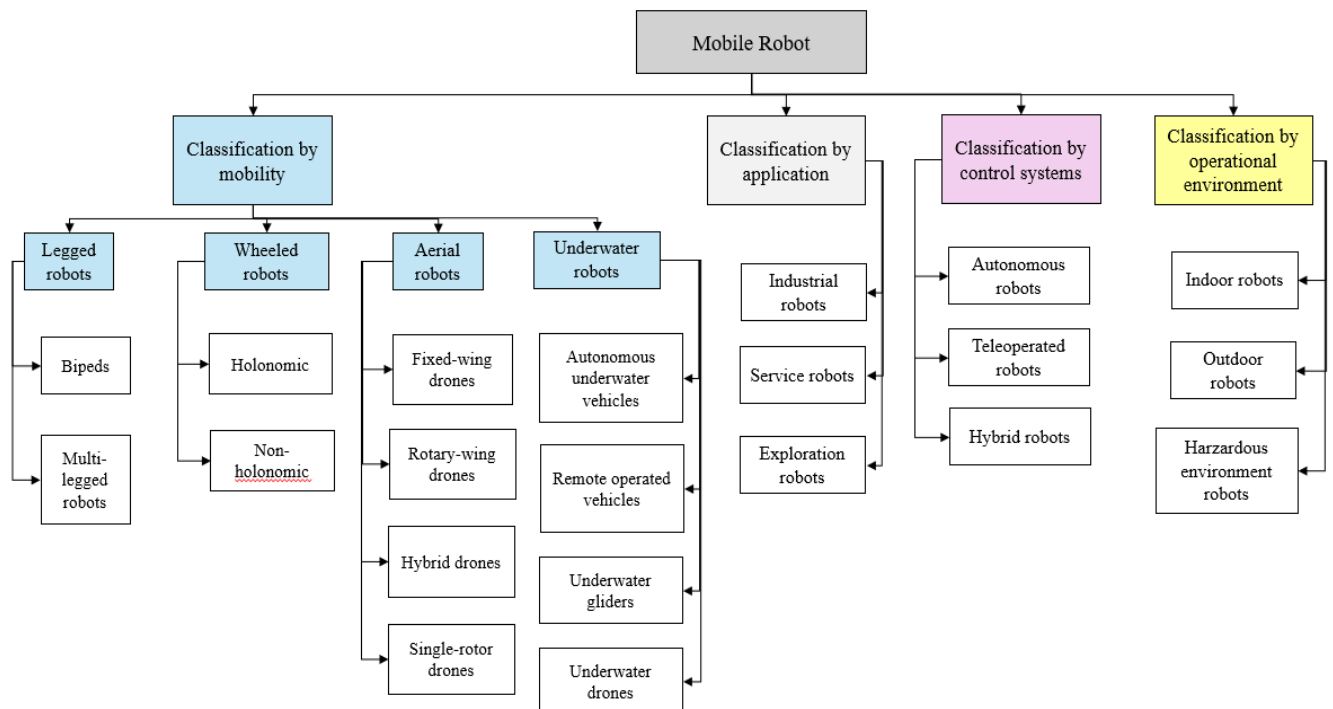 Mobile Robot
Classification by
mobility
Classification by
application
Classification by
control systems
Classification by
operational
environment
Legged
robots
Wheeled
robots
Aerial
robots
Underwater
robots
Bipeds
Multi-
legged
robots
Holonomic
Non-
holonomic
Fixed-wing
drones
Rotary-wing
drones
Hybrid drones
Single-rotor
drones
Autonomous
underwater
vehicles
Remote operated
vehicles
Underwater
gliders
Underwater
drones
Industrial
robots
Service robots
Exploration
robots
Autonomous
robots
Teleoperated
robots
Hybrid robots
Indoor robots
Outdoor
robots
Harzardous
environment
robots